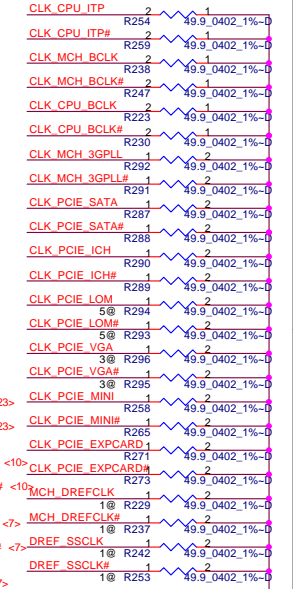 CLK_CPU_ITP 2 1
R254 49.9_0402_1%~D
CLK_CPU_ITP# 2 1
R259 49.9_0402_1%~D
CLK_MCH_BCLK 2 1
R238 49.9_0402_1%~D
CLK_MCH_BCLK# 2 1
R247 49.9_0402_1%~D
CLK_CPU_BCLK 2 1
R223 49.9_0402_1%~D
CLK_CPU_BCLK# 2 1
R230 49.9_0402_1%~D
CLK_MCH_3GPLL 1 2
R292 49.9_0402_1%~D
CLK_MCH_3GPLL# 1 2
R291 49.9_0402_1%~D
CLK_PCIE_SATA 1 2
R287 49.9_0402_1%~D
CLK_PCIE_SATA# 1 2
R288 49.9_0402_1%~D
CLK_PCIE_ICH 1 2
R290 49.9_0402_1%~D
CLK_PCIE_ICH# 1 2
R289 49.9_0402_1%~D
CLK_PCIE_LOM 1 2
5@ R294 49.9_0402_1%~D
CLK_PCIE_LOM# 1 2
5@ R293 49.9_0402_1%~D
CLK_PCIE_VGA 1 2
3@ R296 49.9_0402_1%~D
CLK_PCIE_VGA# 1 2
3@ R295 49.9_0402_1%~D
CLK_PCIE_MINI 1 2
R258 49.9_0402_1%~D
CLK_PCIE_MINI# 1 2
R265 49.9_0402_1%~D
CLK_PCIE_EXPCARD 1 2
<10> R271 49.9_0402_1%~D
CLK_PCIE_EXPCARD# 1 2
R273 49.9_0402_1%~D
# <10> MCH_DREFCLK 1 2
1@ R229 49.9_0402_1%~D
<7> MCH_DREFCLK# 1 2
1@ R237 49.9_0402_1%~D
<7> DREF_SSCLK 1 2
1@ R242 49.9_0402_1%~D
DREF_SSCLK# 1 2
1@ R253 49.9_0402_1%~D